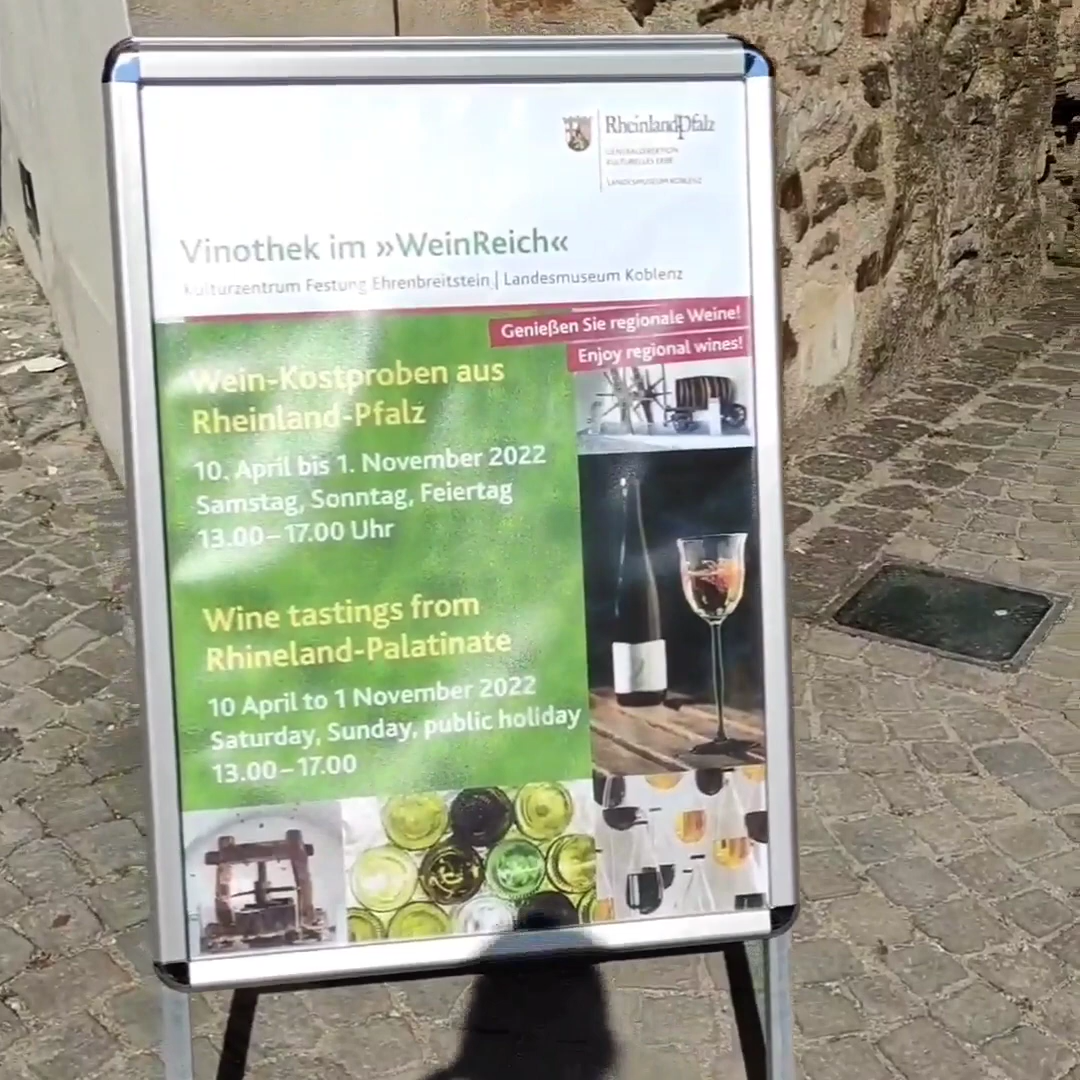 RheinlandPfalz
GENERALDIREKTION
KULTURELLES ERBE
LANDESMUSEUM KOBLENZ
Vinothek im »WeinReich«
Kulturzentrum Festung Ehrenbreitstein | Landesmuseum Koblenz
Genießen Sie regionale Weine!
Enjoy regional wines!
Wein-Kostproben aus
Rheinland-Pfalz
10. April bis 1. November 2022
Samstag, Sonntag, Feiertag
13.00–17.00 Uhr
Wine tastings from
Rhineland-Palatinate
10 April to 1 November 2022
Saturday, Sunday, public holiday
13.00–17.00